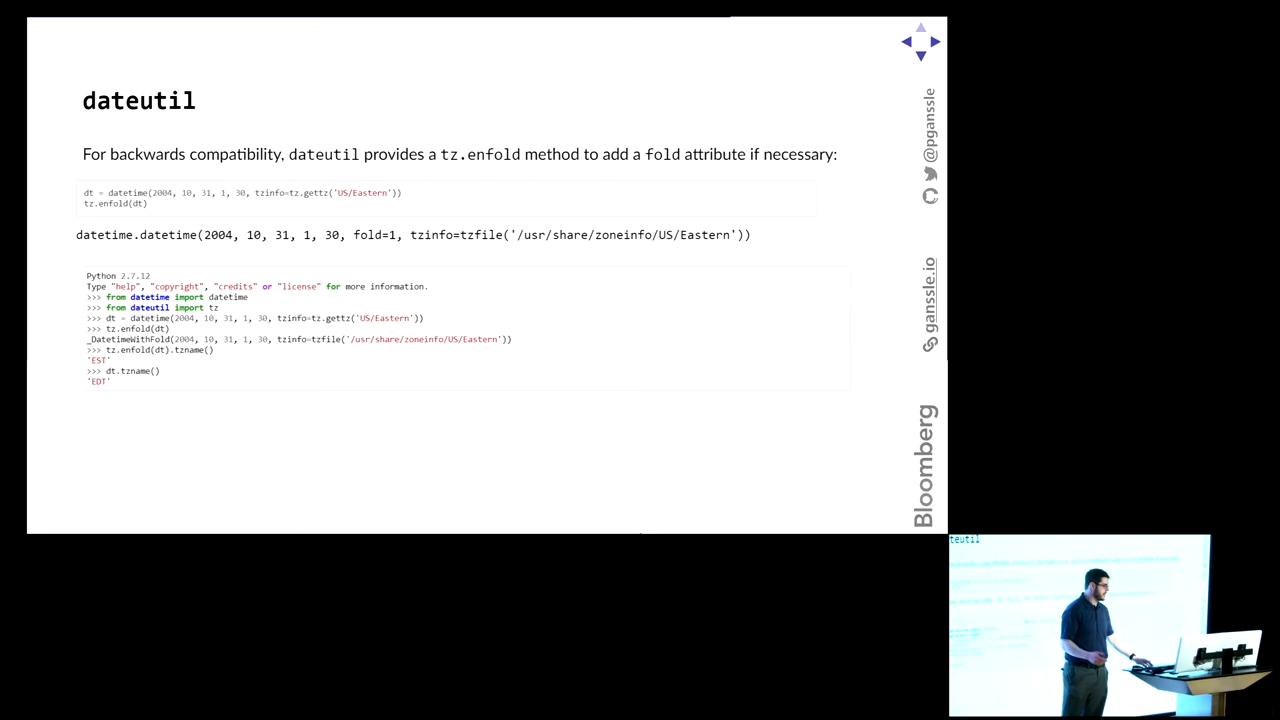 dateutil
For backwards compatibility, dateutil provides a tz.enfold method to add a fold attribute if necessary:
dt = datetime(2004, 10, 31, 1, 30, tzinfo=tz.gettz('US/Eastern'))
tz.enfold(dt)
datetime.datetime(2004, 10, 31, 1, 30, fold=1, tzinfo=tzfile('/usr/share/zoneinfo/US/Eastern'))
Python 2.7.12
Type "help", "copyright", "credits" or "license" for more information.
>>> from datetime import datetime
>>> from dateutil import tz
>>> dt = datetime(2004, 10, 31, 1, 30, tzinfo=tz.gettz('US/Eastern'))
>>> tz.enfold(dt)
_DatetimeWithFold(2004, 10, 31, 1, 30, tzinfo=tzfile('/usr/share/zoneinfo/US/Eastern'))
>>> tz.enfold(dt).tzname()
'EST'
>>> dt.tzname()
'EDT'
@pganssle
ganssle.io
Bloomberg
teutil